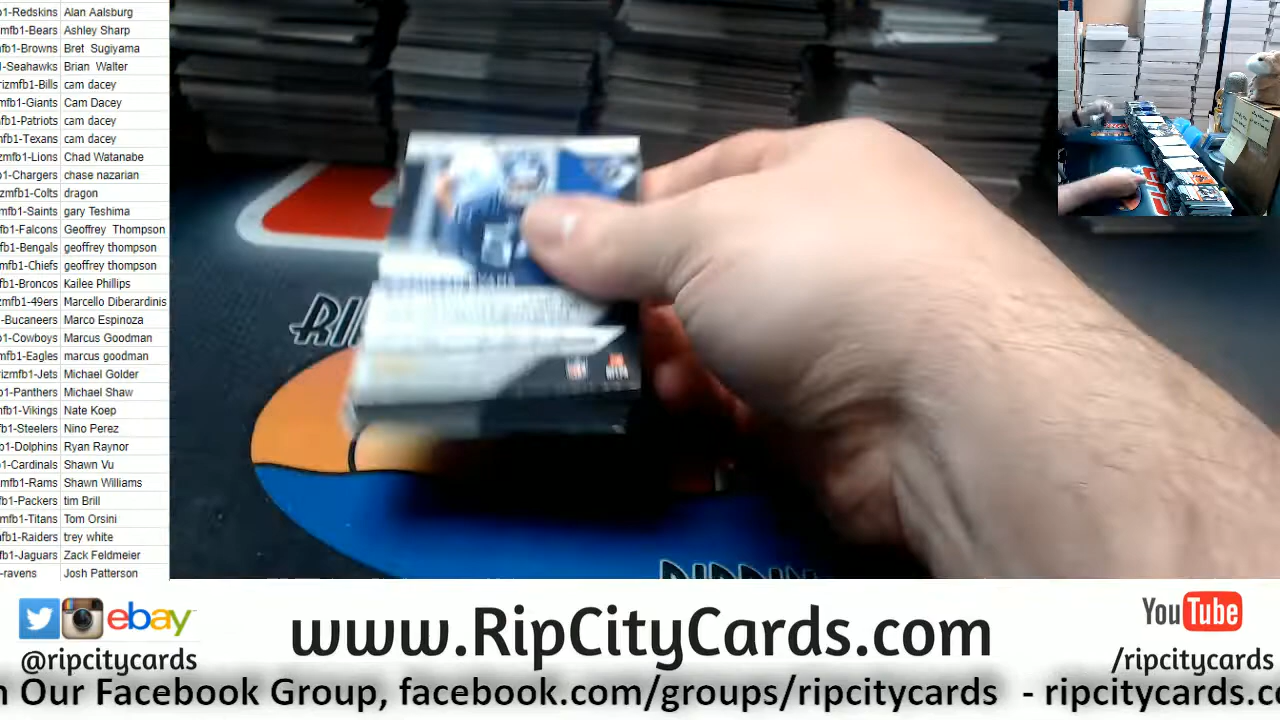 b1-Redskins Alan Aalsburg
mfb1-Bears Ashley Sharp
fb1-Browns Bret Sugiyama
l-Seahawks Brian Walter
rizmfb1-Bills cam dacey
mfb1-Giants Cam Dacey
fb1-Patriots cam dacey
mfb1-Texans cam dacey
zmfb1-Lions Chad Watanabe
1-Chargers chase nazarian
izmfb1-Colts dragon
mfb1-Saints gary Teshima
mfb1-Falcons Geoffrey Thompson
b1-Bengals geoffrey thompson
mfb1-Chiefs geoffrey thompson
fb1-Broncos Kailee Phillips
zmfb1-49ers Marcello Diberardinis
-Bucaneers Marco Espinoza
b1-Cowboys Marcus Goodman
mfb1-Eagles marcus goodman
rizmfb1-Jets Michael Golder
1-Panthers Michael Shaw
mfb1-Vikings Nate Koep
b1-Steelers Nino Perez
b1-Dolphins Ryan Raynor
b1-Cardinals Shawn Vu
zmfb1-Rams Shawn Williams
fb1-Packers tim Brill
mfb1-Titans Tom Orsini
fb1-Raiders trey white
fb1-Jaguars Zack Feldmeier
-ravens Josh Patterson
ebay
@ripcitycards
www.RipCityCards.com
YouTube
/ripcitycards
n Our Facebook Group, facebook.com/groups/ripcitycards - ripcitycards.c